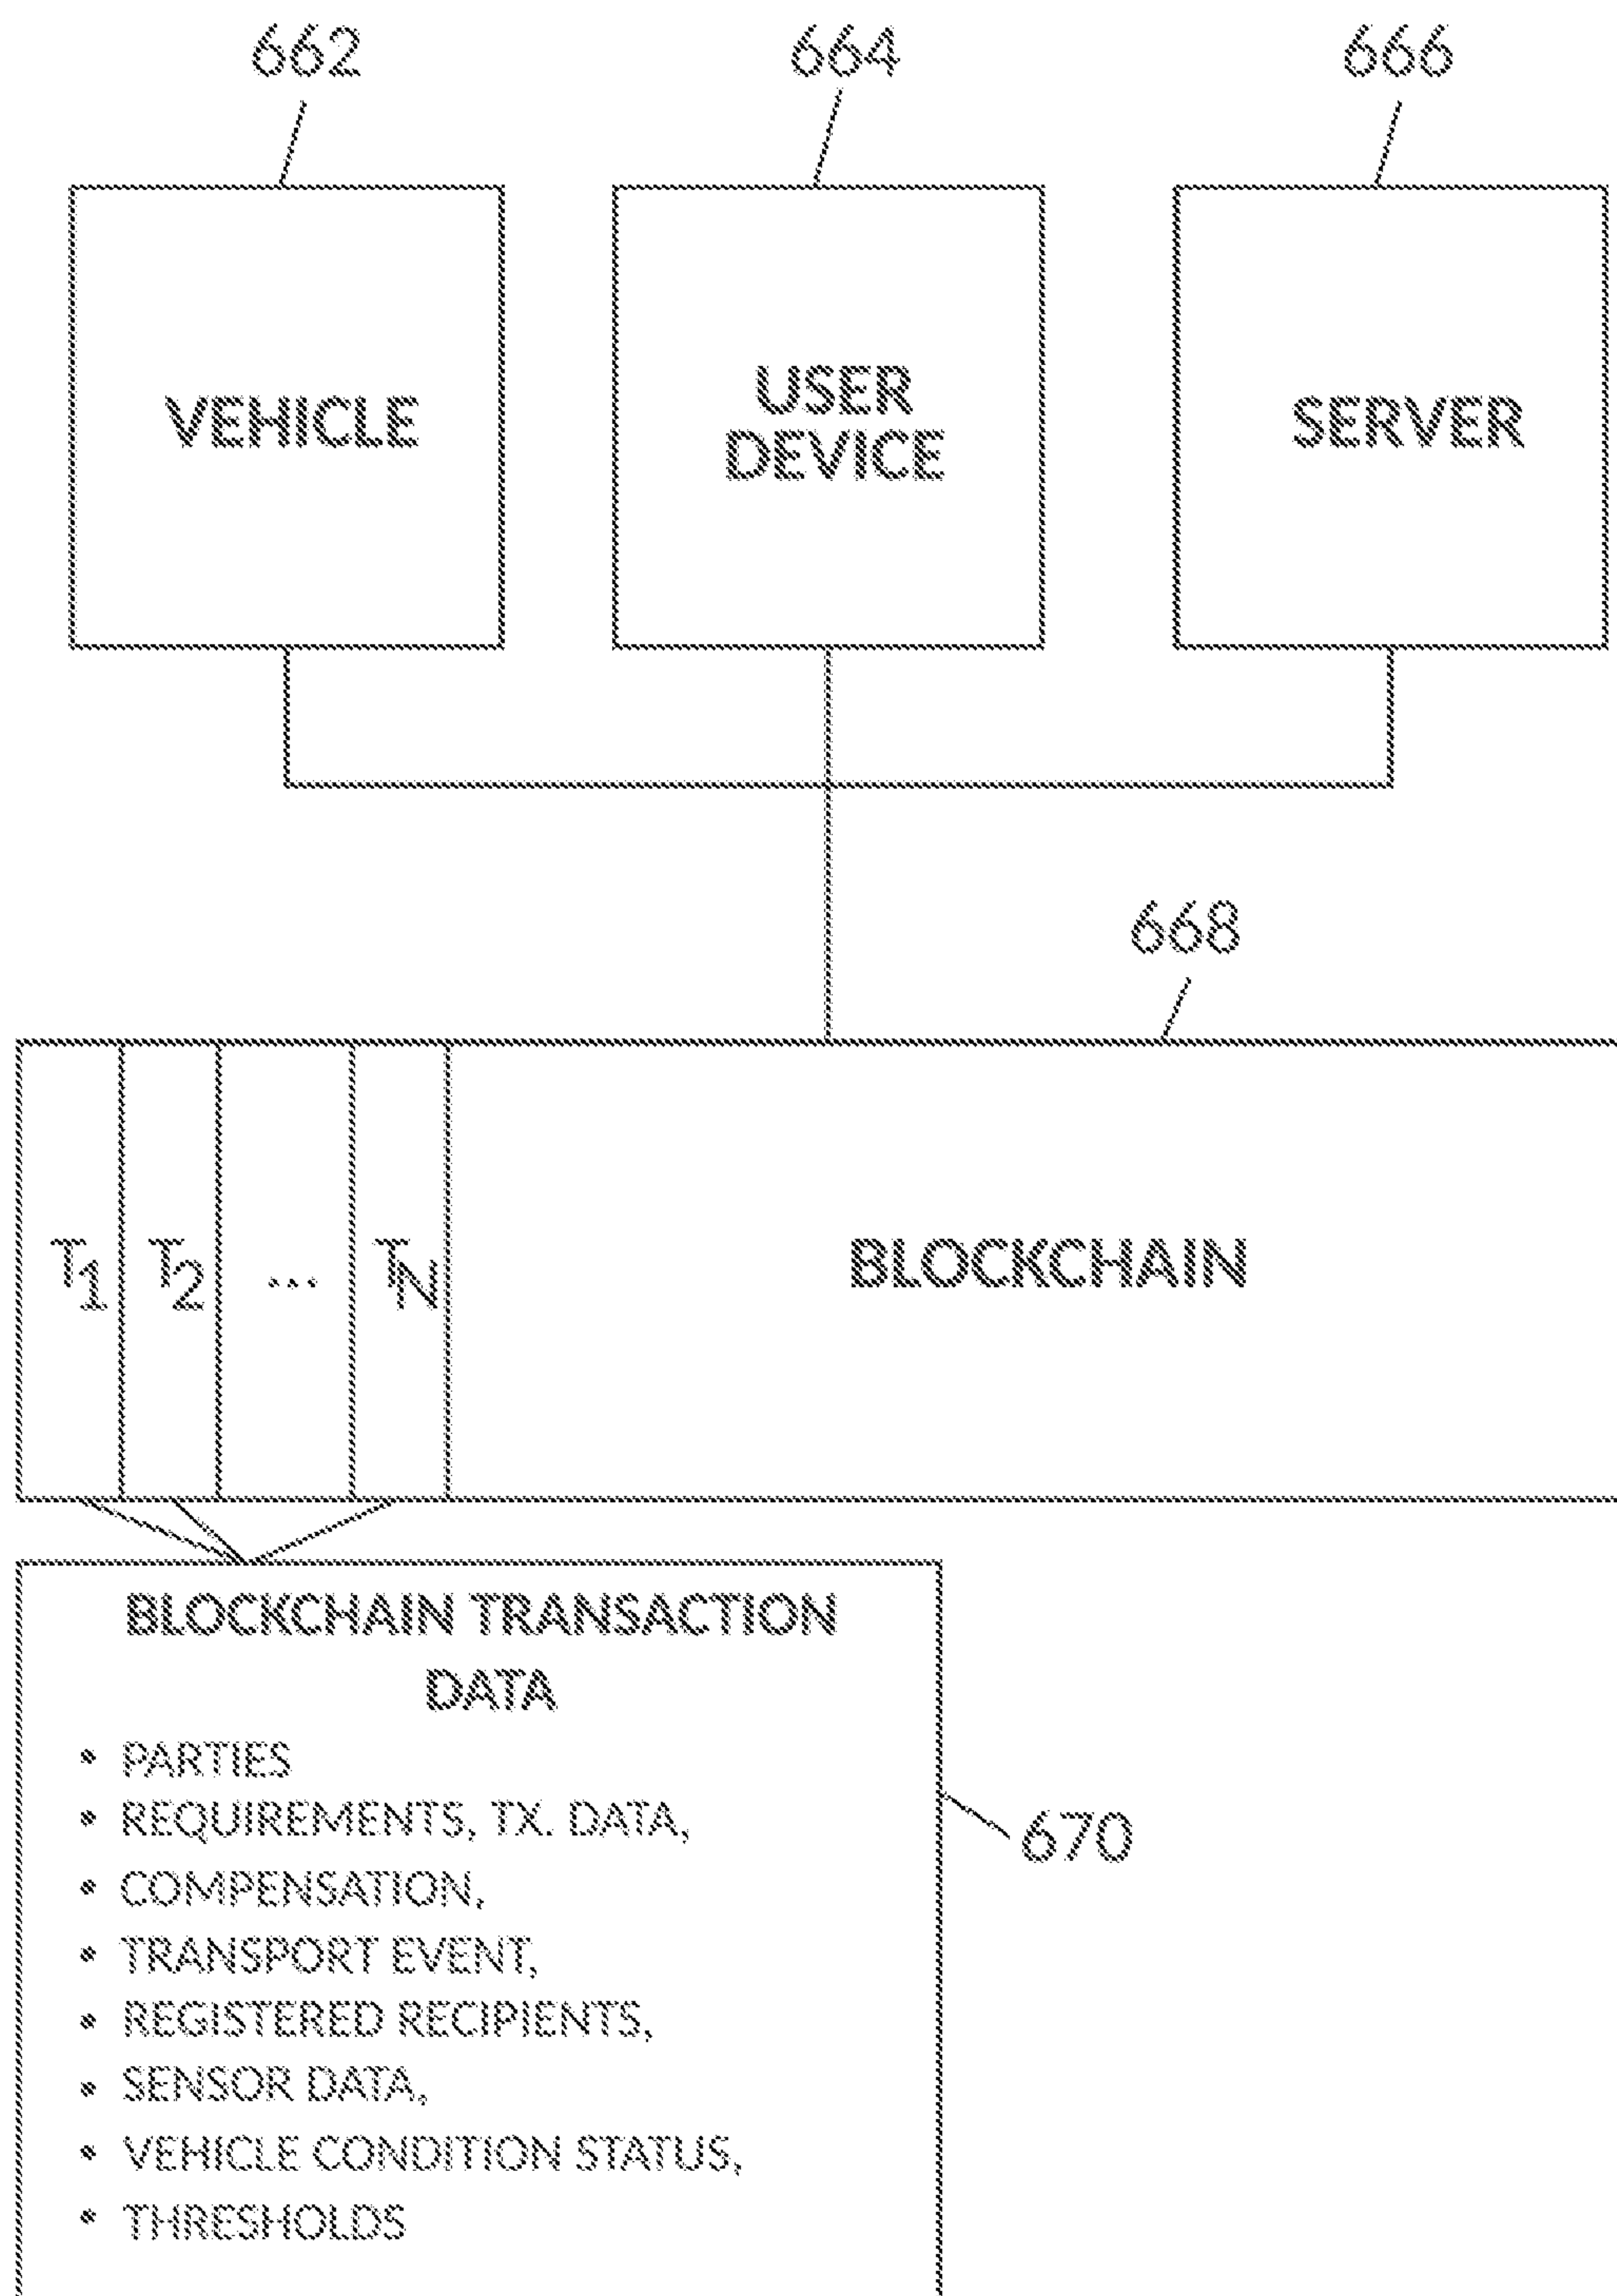 662 664 666
VEHICLE
USER
DEVICE
SERVER
668
T1 T2 ... TN BLOCKCHAIN
BLOCKCHAIN TRANSACTION
DATA
• PARTIES
• REQUIREMENTS, TX. DATA,
• COMPENSATION,
• TRANSPORT EVENT,
• REGISTERED RECIPIENTS,
• SENSOR DATA,
• VEHICLE CONDITION STATUS,
• THRESHOLDS
670